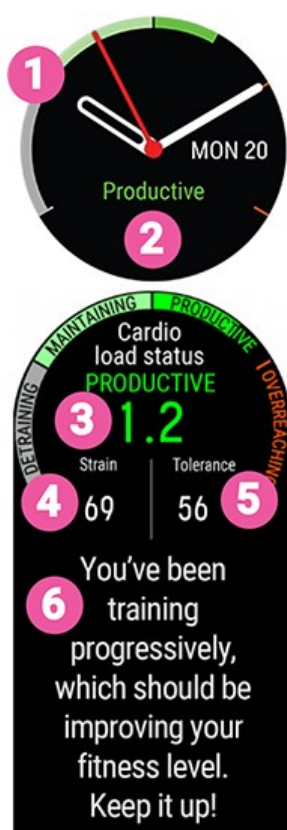 1
MON 20
Productive
2
DETRAINING
MAINTAINING
PRODUCTIVE
OVERREACHING
Cardio
load status
PRODUCTIVE
3
1.2
Strain
Tolerance
4
69
56
5
6
You've been
training
progressively,
which should be
improving your
fitness level.
Keep it up!